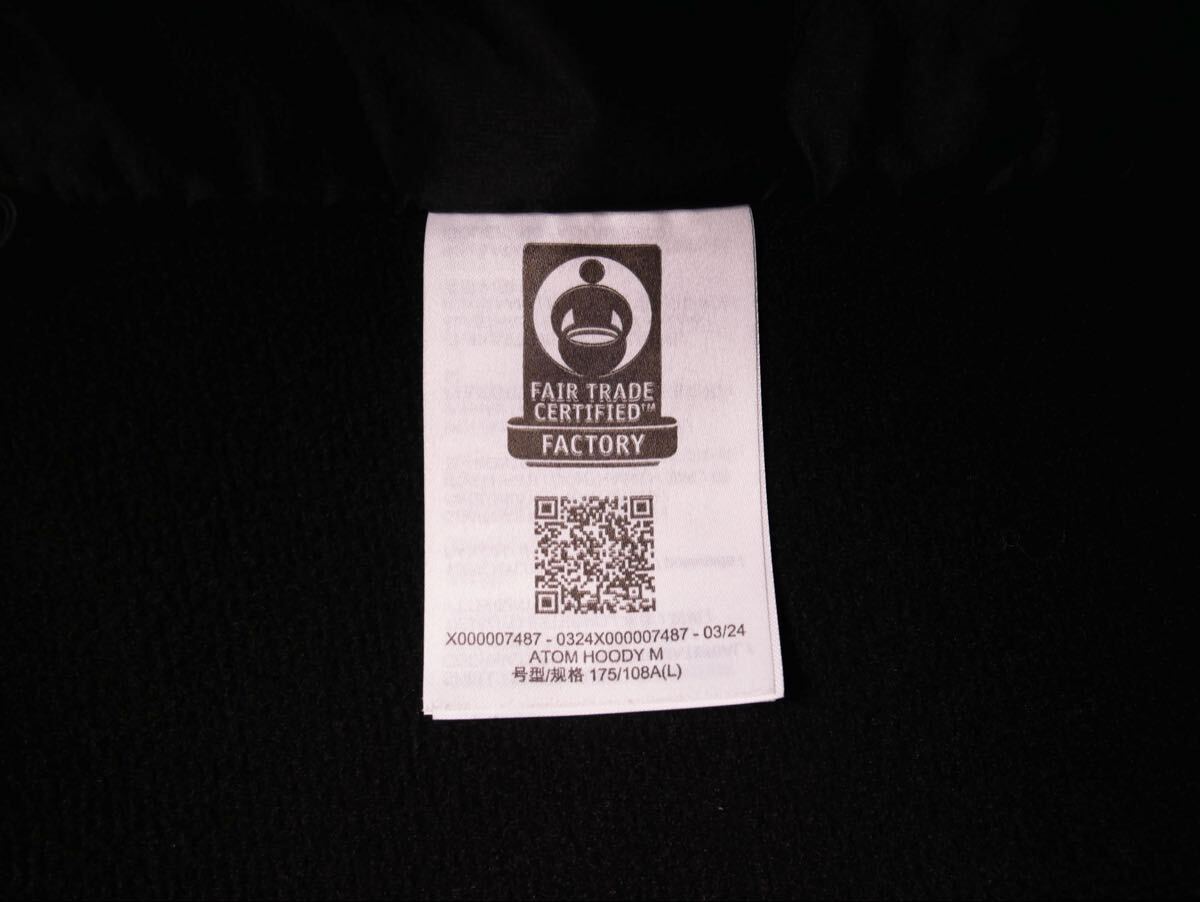 FAIR TRADE
CERTIFIED™
FACTORY
X000007487 - 0324X000007487 - 03/24
ATOM HOODY M
号型/规格 175/108A(L)